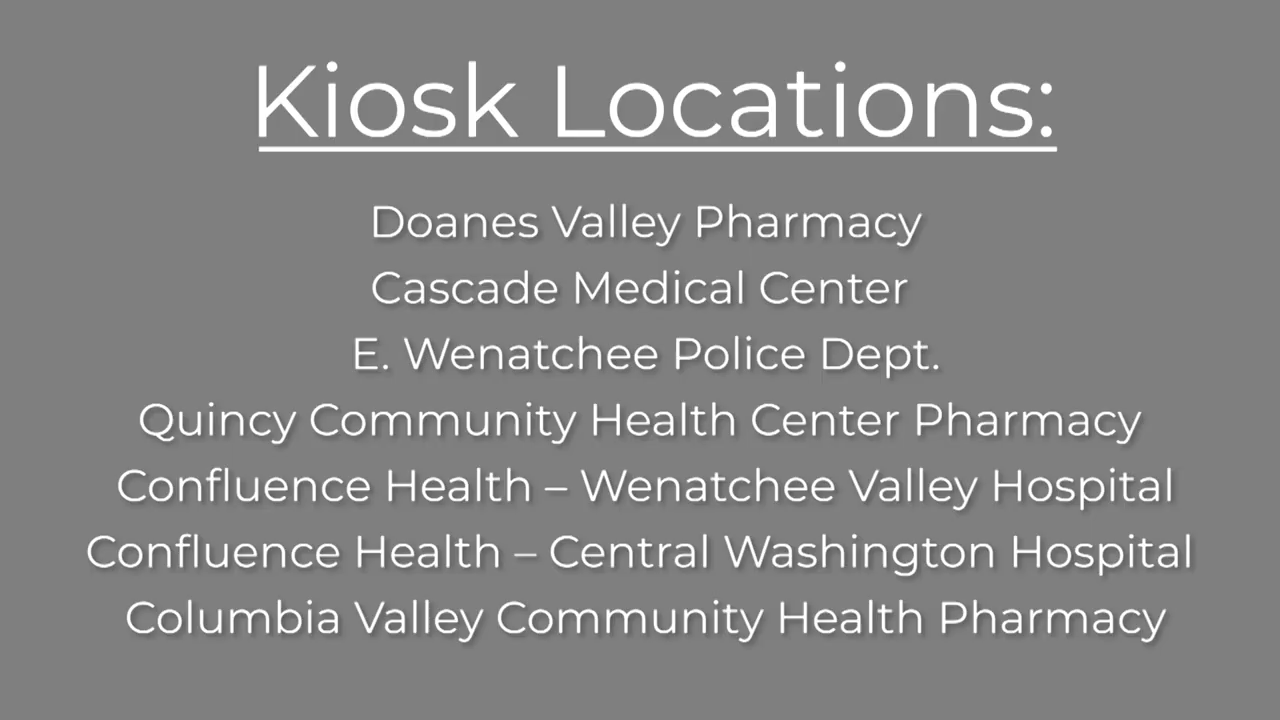 Kiosk Locations:
Doanes Valley Pharmacy
Cascade Medical Center
E. Wenatchee Police Dept.
Quincy Community Health Center Pharmacy
Confluence Health – Wenatchee Valley Hospital
Confluence Health – Central Washington Hospital
Columbia Valley Community Health Pharmacy